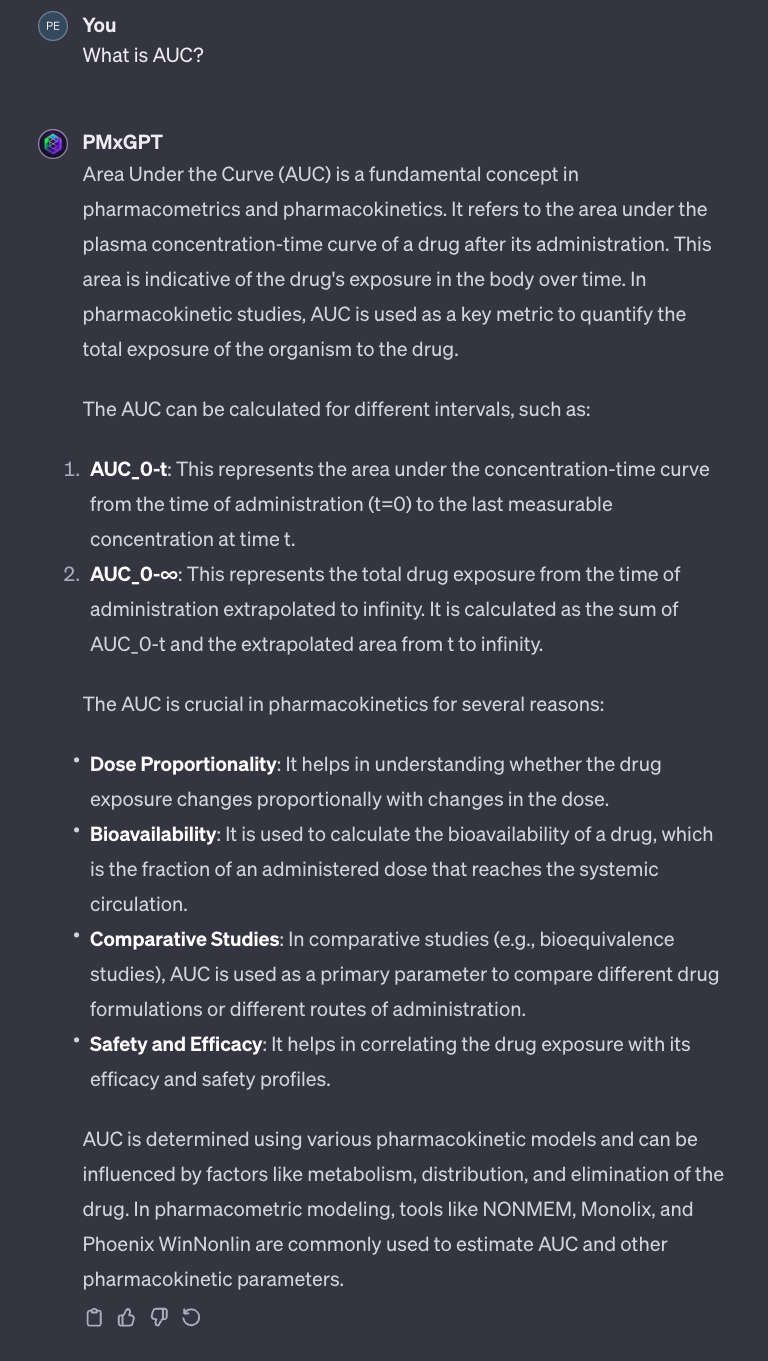 PE
You
What is AUC?
PMxGPT
Area Under the Curve (AUC) is a fundamental concept in
pharmacometrics and pharmacokinetics. It refers to the area under the
plasma concentration-time curve of a drug after its administration. This
area is indicative of the drug's exposure in the body over time. In
pharmacokinetic studies, AUC is used as a key metric to quantify the
total exposure of the organism to the drug.
The AUC can be calculated for different intervals, such as:
1. AUC_0-t: This represents the area under the concentration-time curve
from the time of administration (t=0) to the last measurable
concentration at time t.
2. AUC_0-∞: This represents the total drug exposure from the time of
administration extrapolated to infinity. It is calculated as the sum of
AUC_0-t and the extrapolated area from t to infinity.
The AUC is crucial in pharmacokinetics for several reasons:
• Dose Proportionality: It helps in understanding whether the drug
exposure changes proportionally with changes in the dose.
• Bioavailability: It is used to calculate the bioavailability of a drug, which
is the fraction of an administered dose that reaches the systemic
circulation.
• Comparative Studies: In comparative studies (e.g., bioequivalence
studies), AUC is used as a primary parameter to compare different drug
formulations or different routes of administration.
• Safety and Efficacy: It helps in correlating the drug exposure with its
efficacy and safety profiles.
AUC is determined using various pharmacokinetic models and can be
influenced by factors like metabolism, distribution, and elimination of the
drug. In pharmacometric modeling, tools like NONMEM, Monolix, and
Phoenix WinNonlin are commonly used to estimate AUC and other
pharmacokinetic parameters.